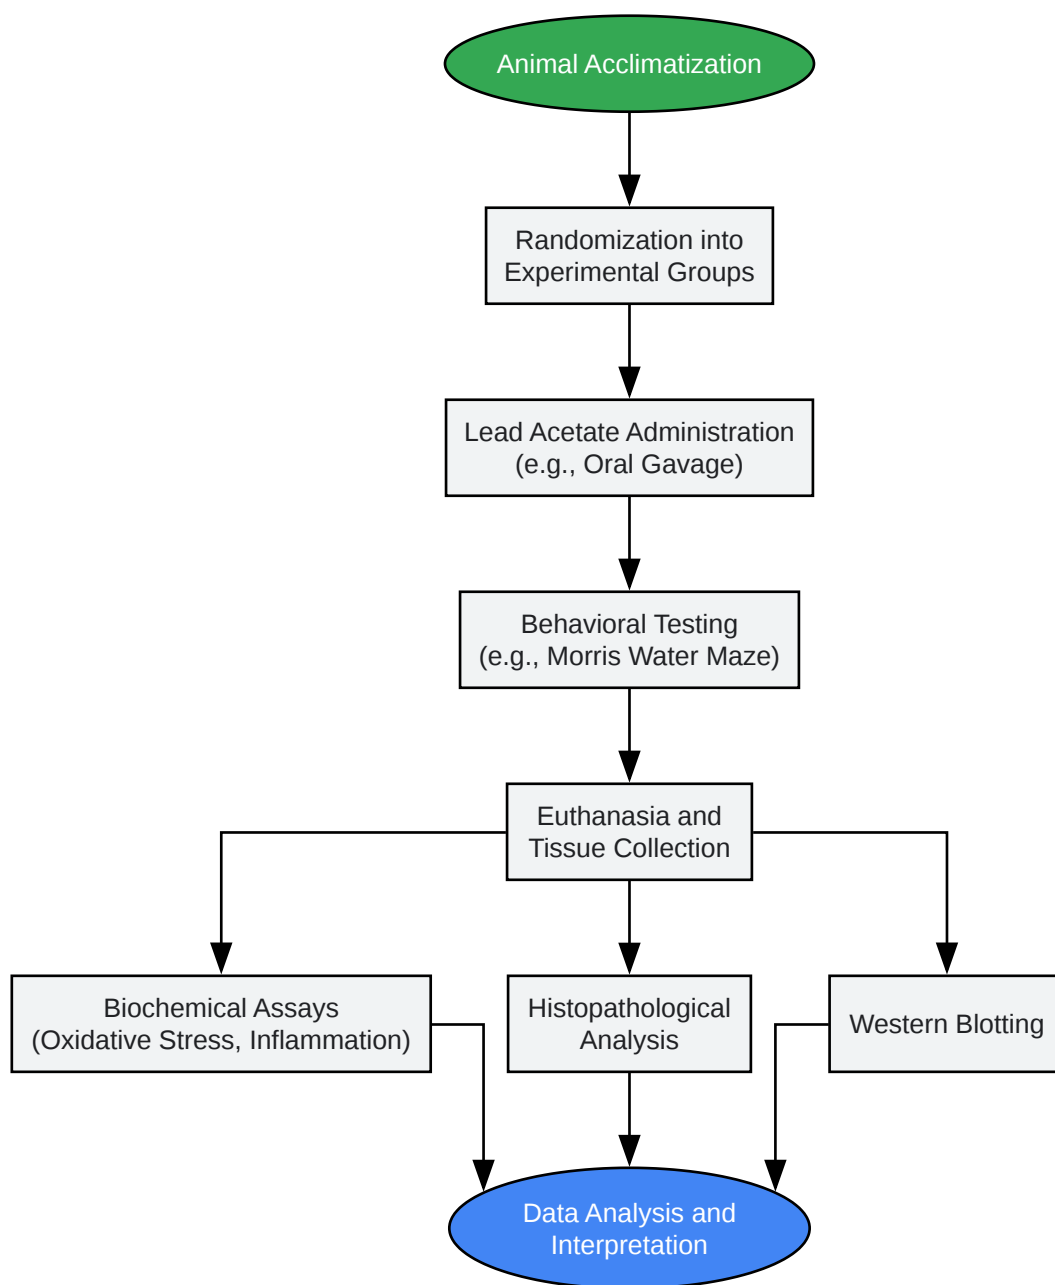 Animal Acclimatization
Randomization into
Experimental Groups
Lead Acetate Administration
(e.g., Oral Gavage)
Behavioral Testing
(e.g., Morris Water Maze)
Euthanasia and
Tissue Collection
Biochemical Assays
(Oxidative Stress, Inflammation)
Histopathological
Analysis
Western Blotting
Data Analysis and
Interpretation